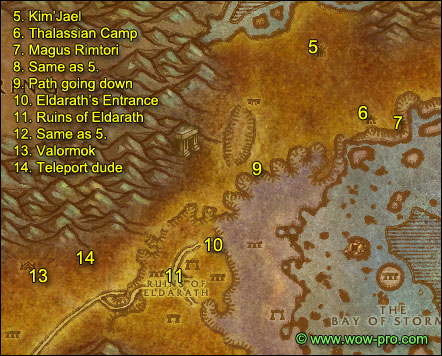 5. Kim'Jael
6. Thalassian Camp
7. Magus Rimtori
8. Same as 5.
9. Path going down
10. Eldarath's Entrance
11. Ruins of Eldarath
12. Same as 5.
13. Valormok
14. Teleport dude
5
6
7
9
10
14
13
11
RUINS OF
ELDARATH
THE
BAY OF STORM
© www.wow-pro.com